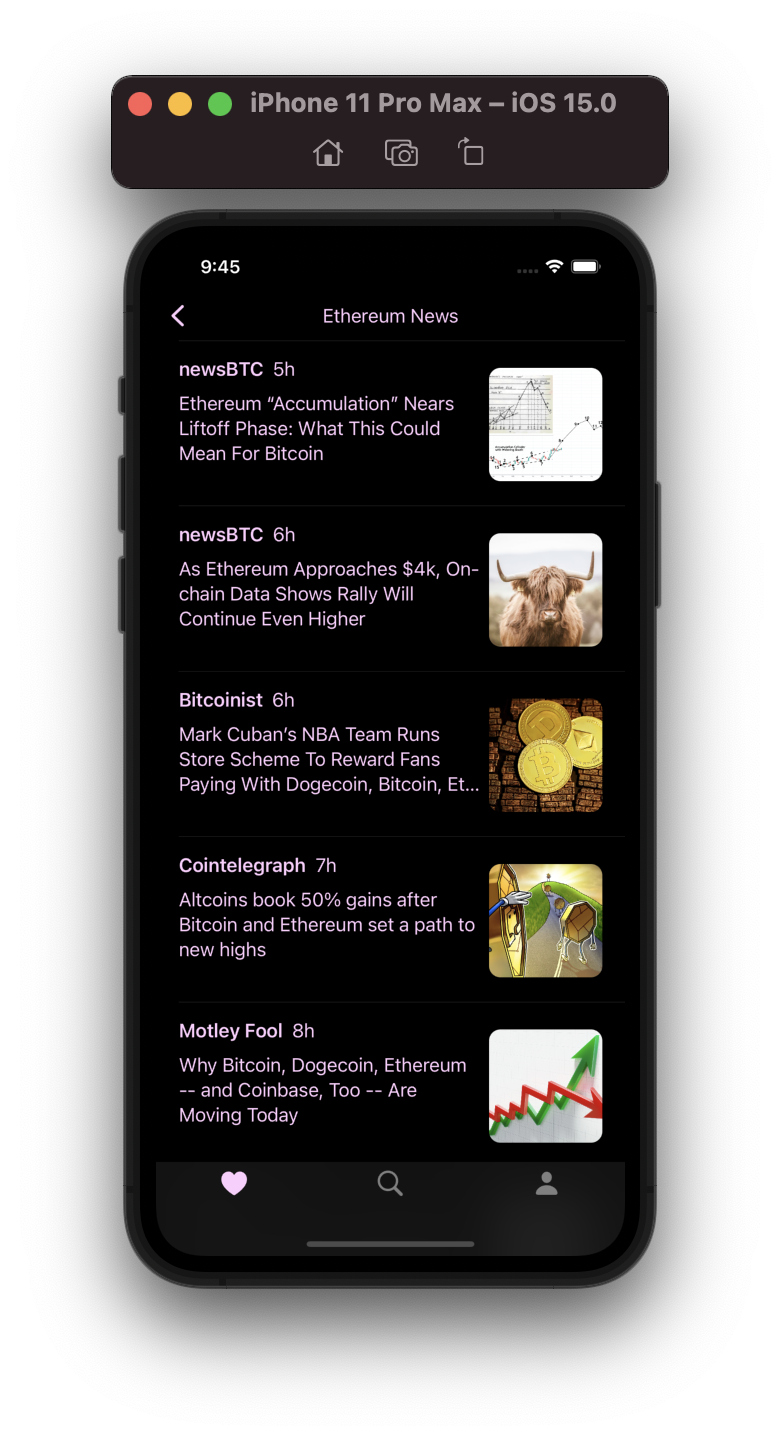 iPhone 11 Pro Max – iOS 15.0
9:45
Ethereum News
newsBTC 5h
Ethereum “Accumulation” Nears
Liftoff Phase: What This Could
Mean For Bitcoin
newsBTC 6h
As Ethereum Approaches $4k, On-
chain Data Shows Rally Will
Continue Even Higher
Bitcoinist 6h
Mark Cuban’s NBA Team Runs
Store Scheme To Reward Fans
Paying With Dogecoin, Bitcoin, Et...
Cointelegraph 7h
Altcoins book 50% gains after
Bitcoin and Ethereum set a path to
new highs
Motley Fool 8h
Why Bitcoin, Dogecoin, Ethereum
-- and Coinbase, Too -- Are
Moving Today